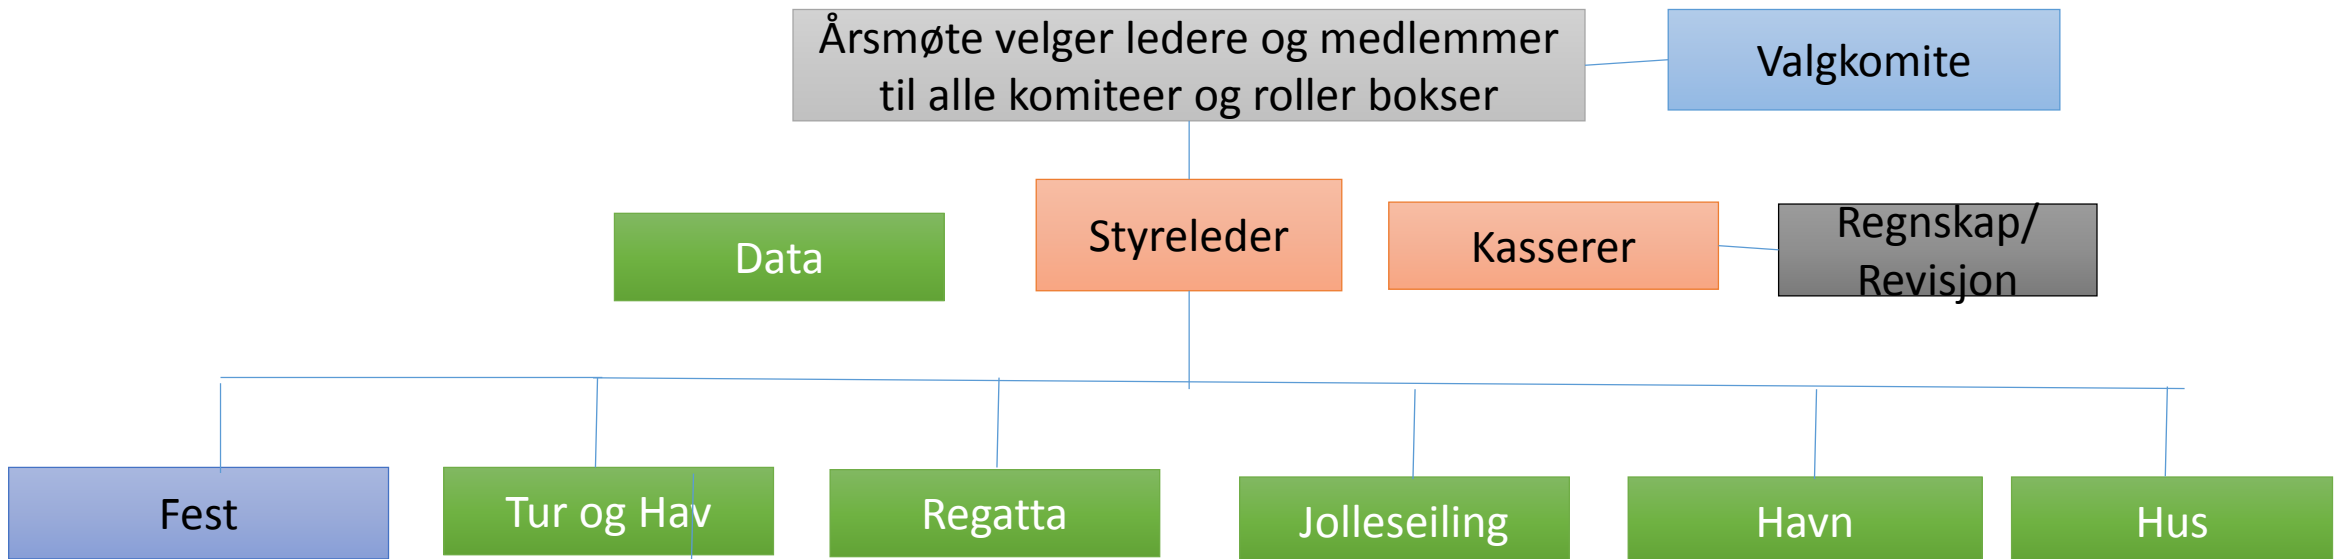 Årsmøte velger ledere og medlemmer
til alle komiteer og roller bokser
Valgkomite
Data
Styreleder
Kasserer
Regnskap/
Revisjon
Fest
Tur og Hav
Regatta
Jolleseiling
Havn
Hus